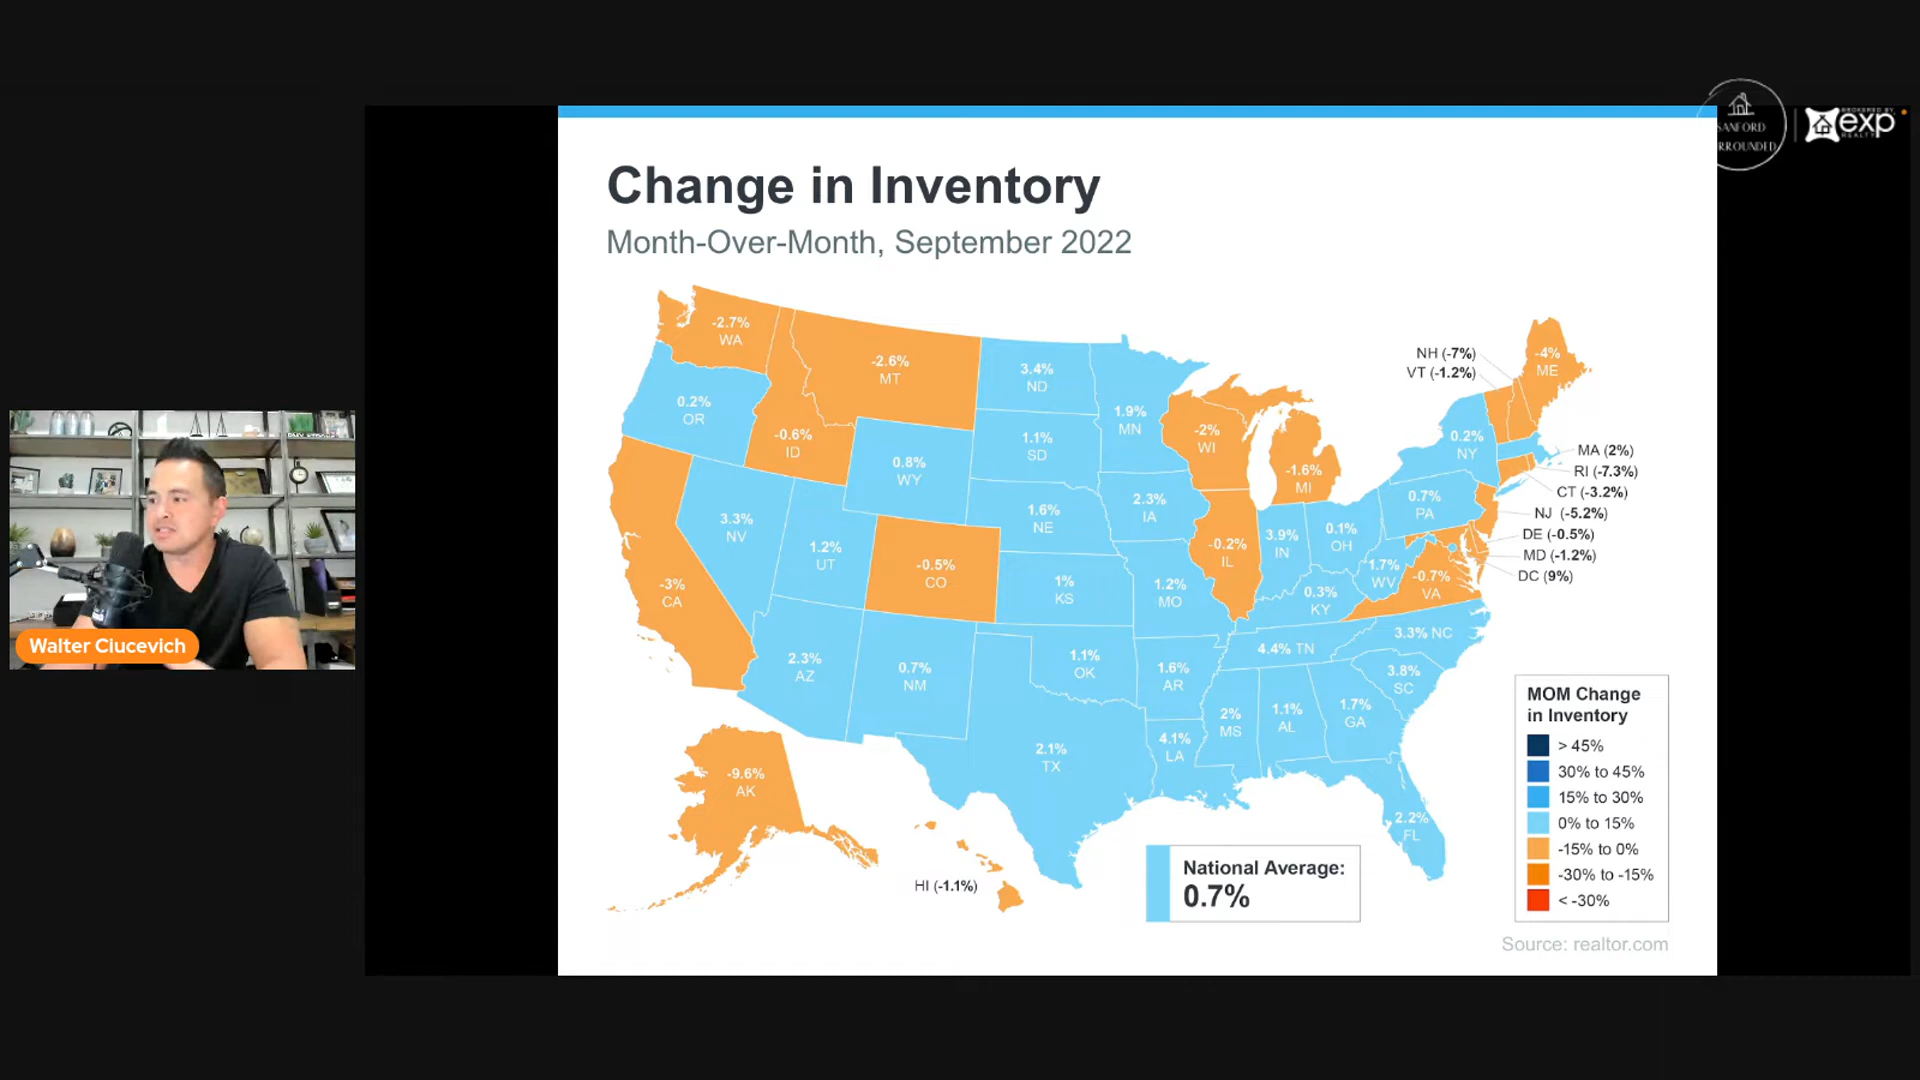 BROKERED BY
SANFORD
exp
REALTY
Change in Inventory
Month-Over-Month, September 2022
-2.7%
WA
-2.6%
MT
3.4%
ND
1.9%
MN
0.2%
OR
-0.6%
ID
0.8%
WY
1.1%
SD
-2%
WI
-1.6%
MI
NH (-7%)
VT (-1.2%)
-4%
ME
0.2%
NY
MA (2%)
RI (-7.3%)
CT (-3.2%)
NJ (-5.2%)
DE (-0.5%)
MD (-1.2%)
DC (9%)
3.3%
NV
1.2%
UT
1.6%
NE
2.3%
IA
-0.2%
IL
3.9%
IN
0.1%
OH
0.7%
PA
-3%
CA
-0.5%
CO
1%
KS
1.2%
MO
0.3%
KY
1.7%
WV
-0.7%
VA
2.3%
AZ
0.7%
NM
1.1%
OK
1.6%
AR
4.4% TN
3.3% NC
3.8%
SC
2.1%
TX
4.1%
LA
2%
MS
1.1%
AL
1.7%
GA
2.2%
FL
-9.6%
AK
HI (-1.1%)
National Average:
0.7%
MOM Change
in Inventory
> 45%
30% to 45%
15% to 30%
0% to 15%
-15% to 0%
-30% to -15%
< -30%
Source: realtor.com
Walter Ciucevich